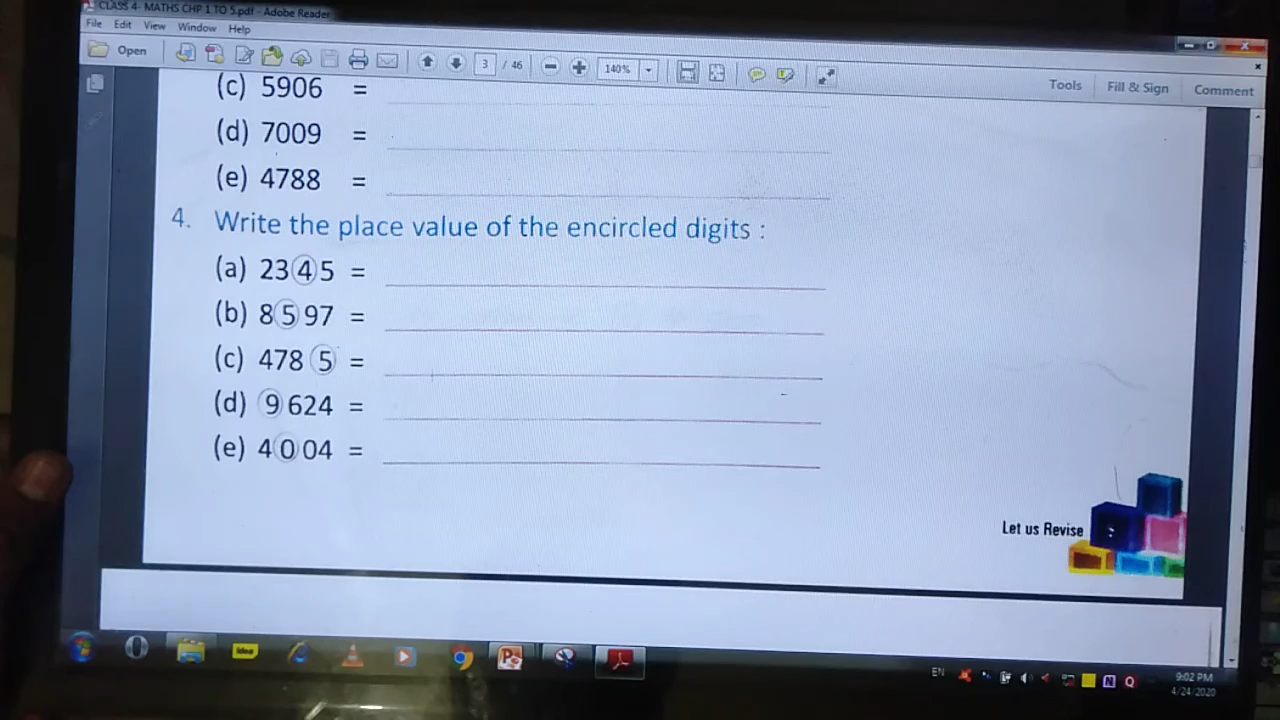 CLASS 4- MATHS CHP 1 TO 5.pdf - Adobe Reader
File Edit View Window Help
Open 3 / 46 140% Tools Fill & Sign Comment
(c) 5906 =
(d) 7009 =
(e) 4788 =
4. Write the place value of the encircled digits :
(a) 2345 =
(b) 8597 =
(c) 4785 =
(d) 9624 =
(e) 4004 =
Let us Revise
idea
EN
9:02 PM
4/24/2020